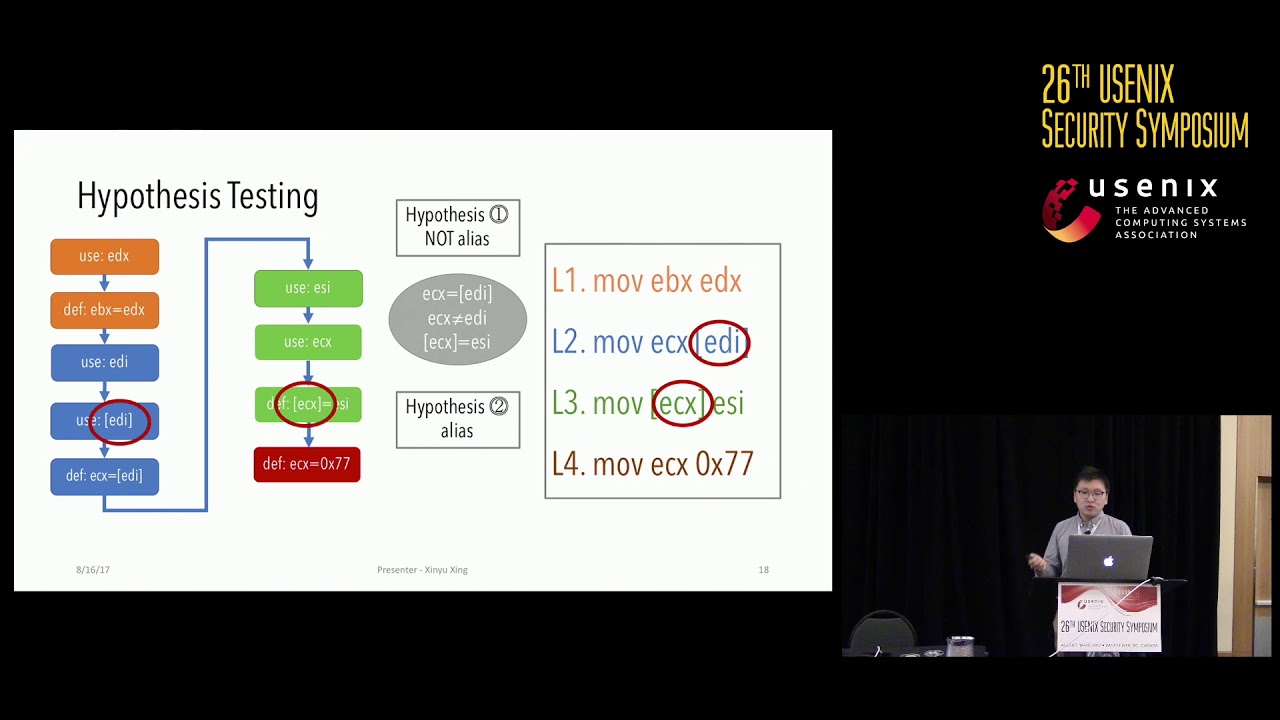 26TH USENIX
SECURITY SYMPOSIUM
usenix
THE ADVANCED
COMPUTING SYSTEMS
ASSOCIATION
Hypothesis Testing
use: edx
def: ebx=edx
use: edi
use: [edi]
def: ecx=[edi]
use: esi
use: ecx
def: [ecx]=esi
def: ecx=0x77
Hypothesis ①
NOT alias
ecx=[edi]
ecx≠edi
[ecx]=esi
Hypothesis ②
alias
L1. mov ebx edx
L2. mov ecx [edi]
L3. mov [ecx] esi
L4. mov ecx 0x77
8/16/17
Presenter - Xinyu Xing
18
usenix
26TH USENIX SECURITY SYMPOSIUM